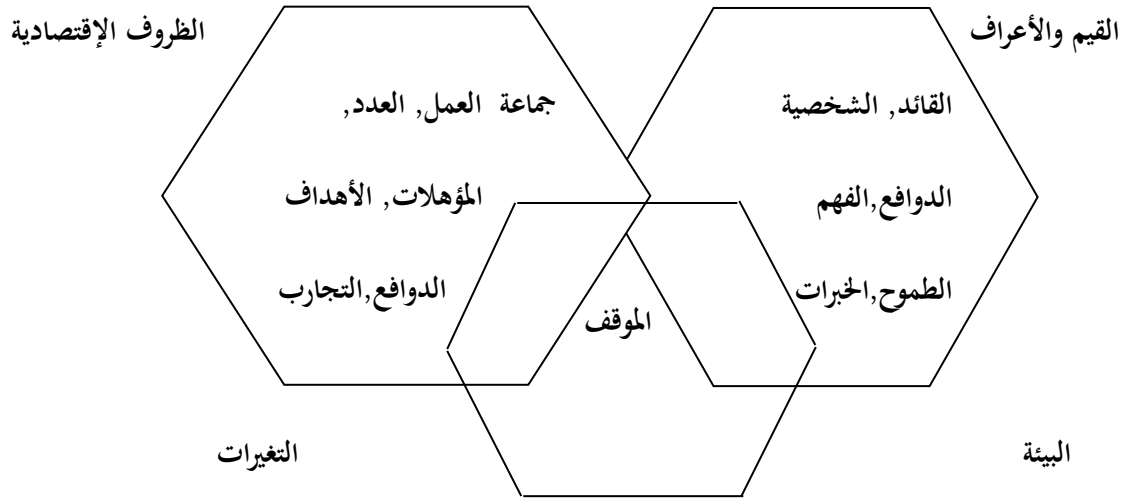 القيم والأعراف
الظروف الإقتصادية
القائد, الشخصية
جماعة العمل, العدد,
الدوافع,الفهم
المؤهلات, الأهداف
الطموح,الخبرات
الدوافع,التجارب
الموقف
البيئة
التغيرات